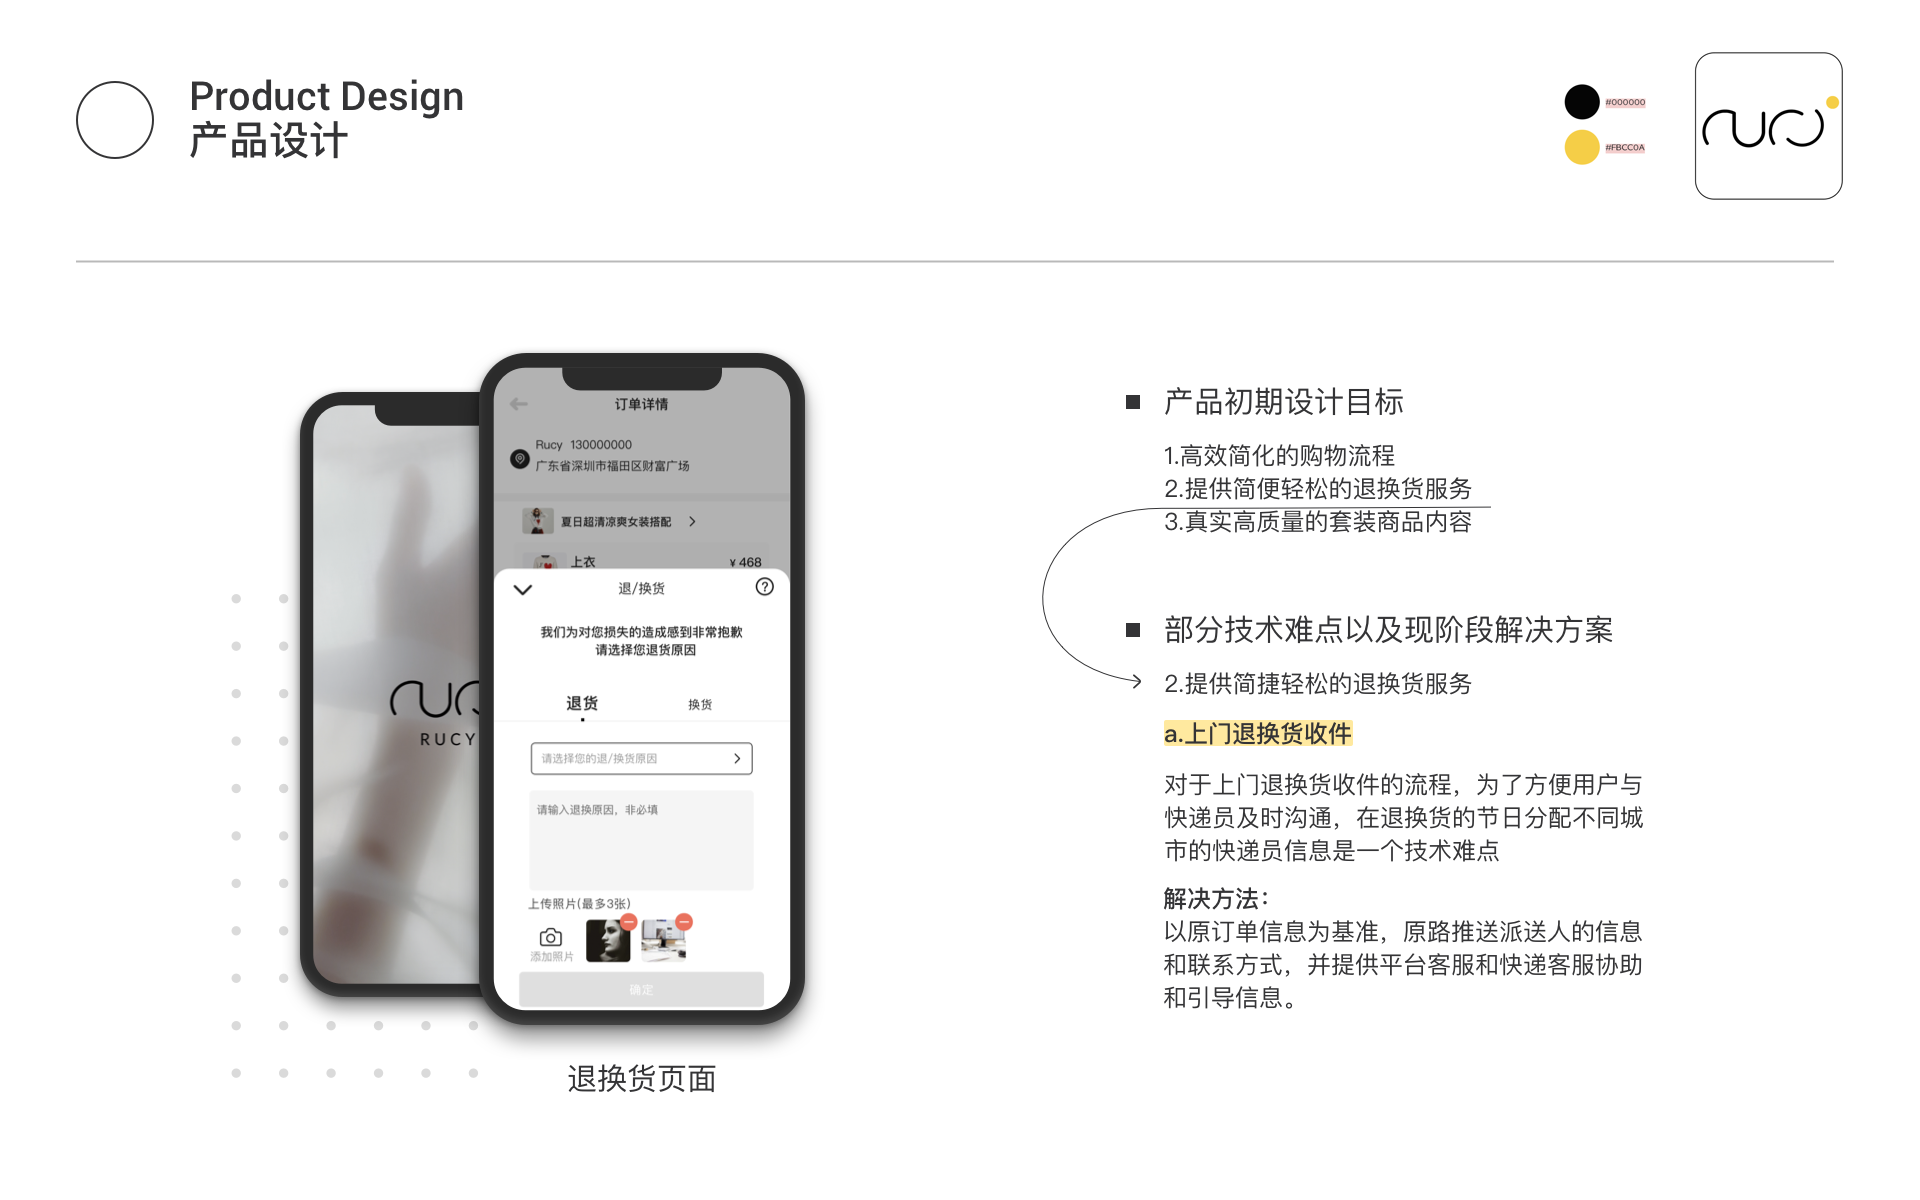 Product Design
产品设计
#000000
#FBCC0A
rucy
订单详情
Rucy 130000000
广东省深圳市福田区财富广场
夏日超清凉爽女装搭配
上衣
¥ 468
退/换货
?
我们为对您损失的造成感到非常抱歉
请选择您退货原因
退货
换货
请选择您的退/换货原因
请输入退换原因，非必填
上传照片(最多3张)
添加照片
确定
RUCY
退换货页面
产品初期设计目标
1.高效简化的购物流程
2.提供简便轻松的退换货服务
3.真实高质量的套装商品内容
部分技术难点以及现阶段解决方案
2.提供简捷轻松的退换货服务
a.上门退换货收件
对于上门退换货收件的流程，为了方便用户与
快递员及时沟通，在退换货的节日分配不同城
市的快递员信息是一个技术难点
解决方法：
以原订单信息为基准，原路推送派送人的信息
和联系方式，并提供平台客服和快递客服协助
和引导信息。